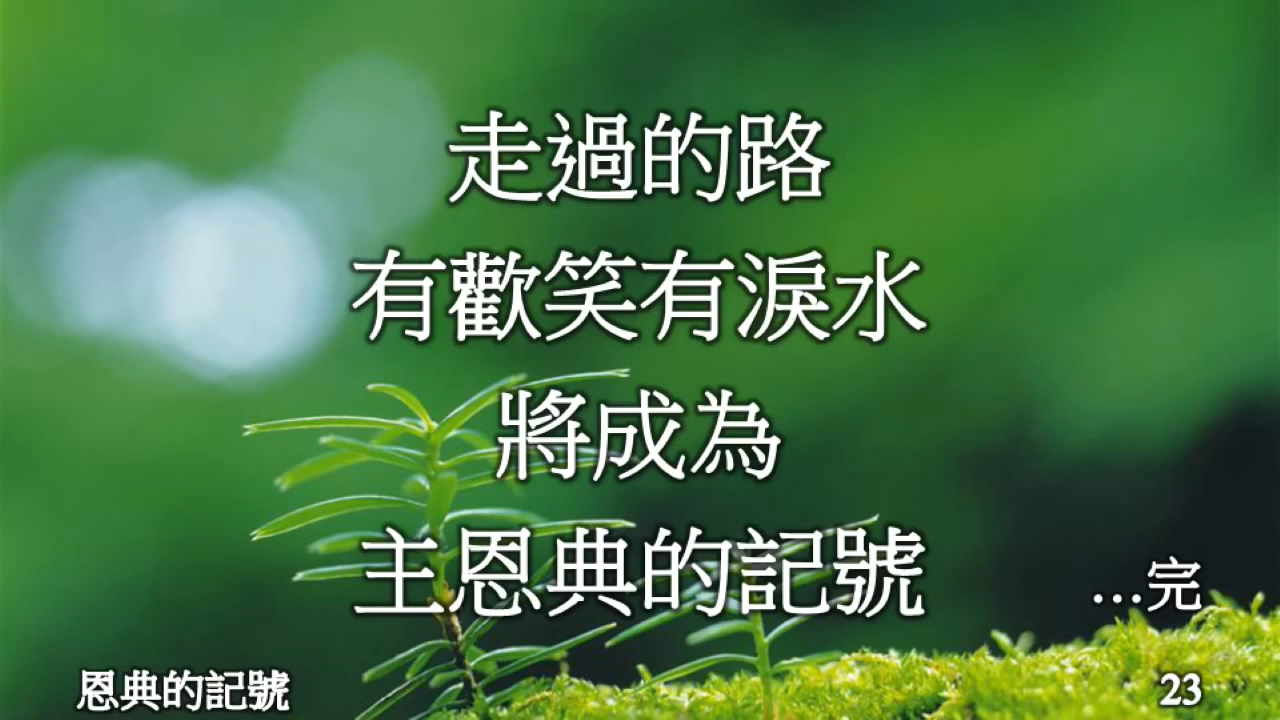 走過的路
有歡笑有淚水
將成為
主恩典的記號
…完
恩典的記號
23